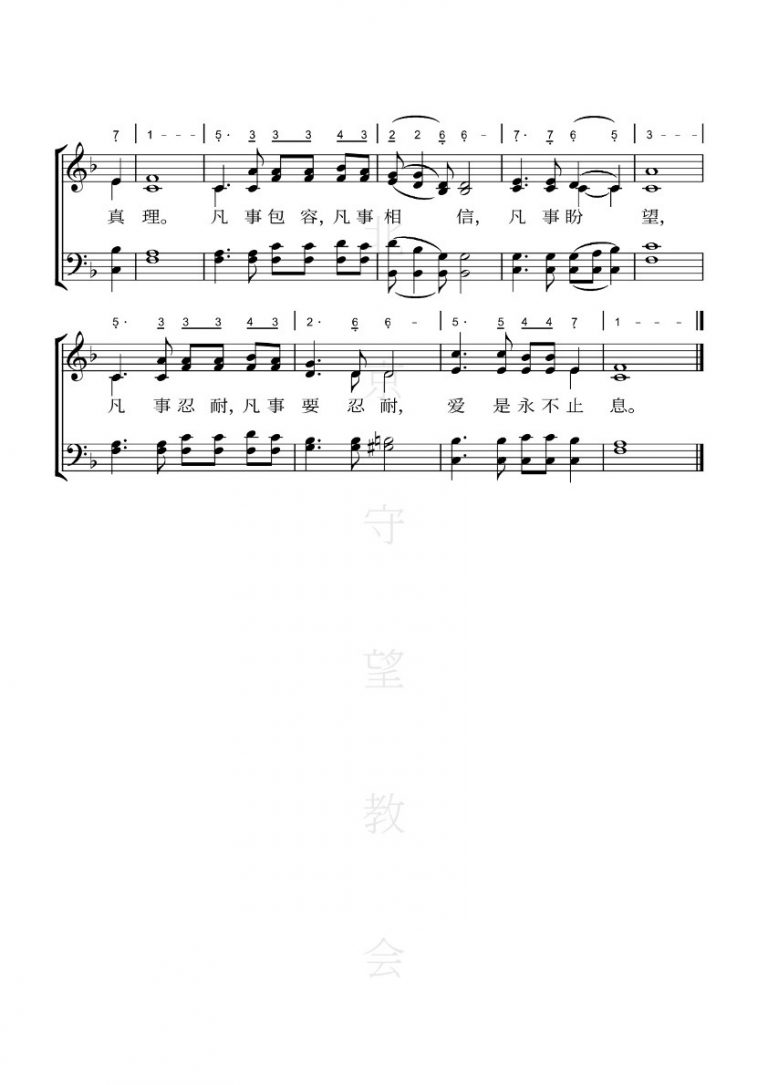 7̣ | 1 - - - | 5̣· 3 3 3 4 3 | 2 2 6̣ 6̣ - | 7̣· 7̣ 6̣ 5̣ | 3 - - - |
真理。凡事包容,凡事相信,凡事盼望,
5̣· 3 3 3 4 3 | 2· 6̣ 6̣ - | 5· 5 4 4 7̣ | 1 - - - ‖
凡事忍耐,凡事要忍耐,爱是永不止息。
北京守望教会